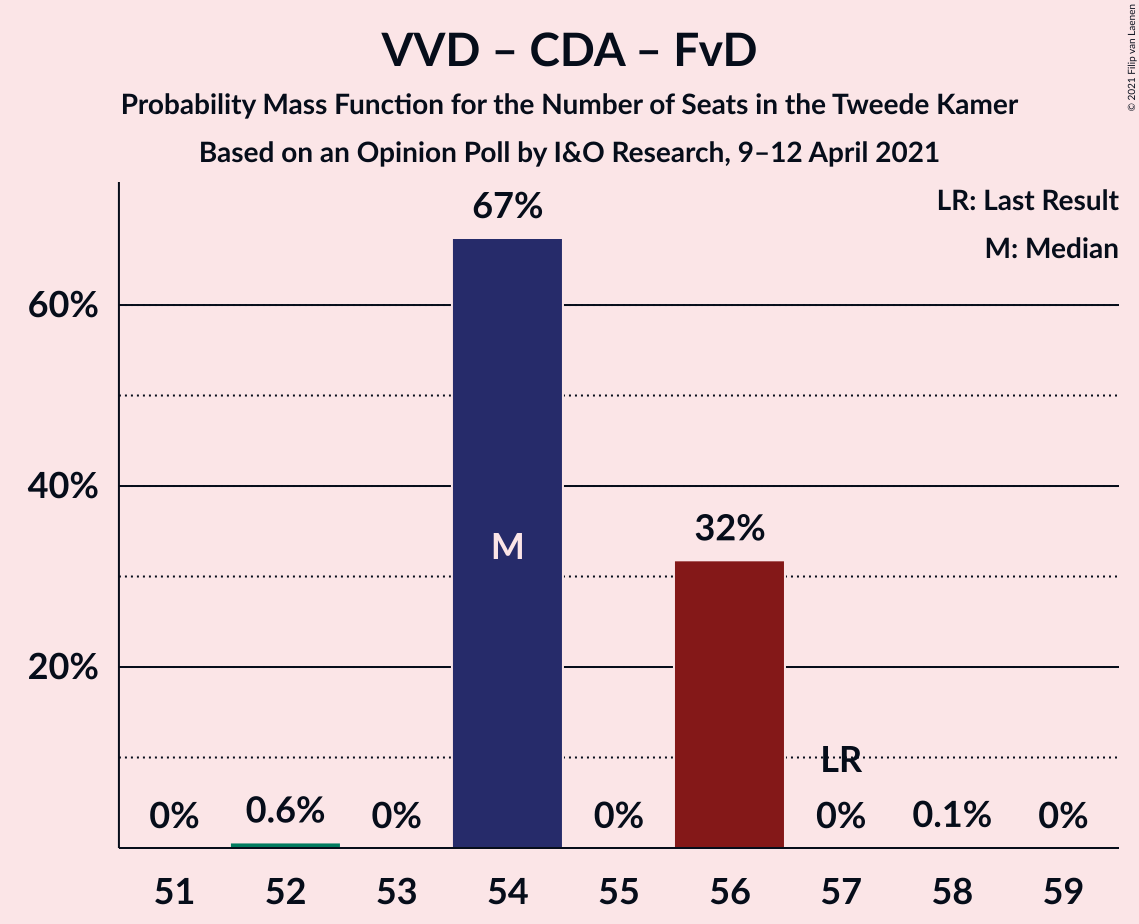 VVD – CDA – FvD
Probability Mass Function for the Number of Seats in the Tweede Kamer
Based on an Opinion Poll by I&O Research, 9–12 April 2021
© 2021 Filip van Laenen
LR: Last Result
M: Median
67%
60%
M
40%
32%
20%
LR
0%
0.6%
0%
0%
0%
0.1%
0%
51
52
53
54
55
56
57
58
59